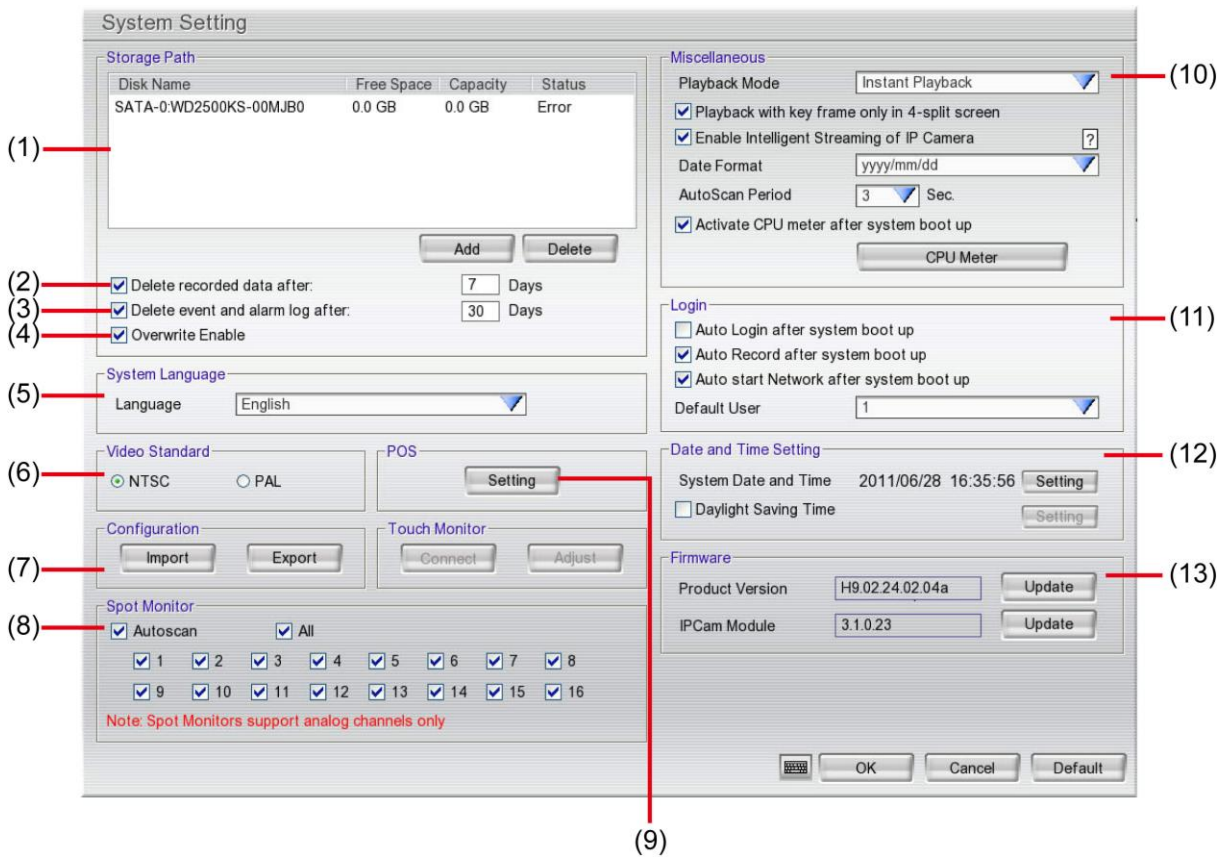 System Setting
Storage Path
Disk Name Free Space Capacity Status
SATA-0:WD2500KS-00MJB0 0.0 GB 0.0 GB Error
(1)
Add Delete
(2) Delete recorded data after: 7 Days
(3) Delete event and alarm log after: 30 Days
(4) Overwrite Enable
System Language
(5) Language English
Video Standard
(6) NTSC PAL
POS
Setting
Configuration
(7) Import Export
Touch Monitor
Connect Adjust
Spot Monitor
(8) Autoscan All
1 2 3 4 5 6 7 8
9 10 11 12 13 14 15 16
Note: Spot Monitors support analog channels only
(9)
Miscellaneous
Playback Mode Instant Playback (10)
Playback with key frame only in 4-split screen
Enable Intelligent Streaming of IP Camera ?
Date Format yyyy/mm/dd
AutoScan Period 3 Sec.
Activate CPU meter after system boot up
CPU Meter
Login (11)
Auto Login after system boot up
Auto Record after system boot up
Auto start Network after system boot up
Default User 1
Date and Time Setting (12)
System Date and Time 2011/06/28 16:35:56 Setting
Daylight Saving Time Setting
Firmware (13)
Product Version H9.02.24.02.04a Update
IPCam Module 3.1.0.23 Update
OK Cancel Default